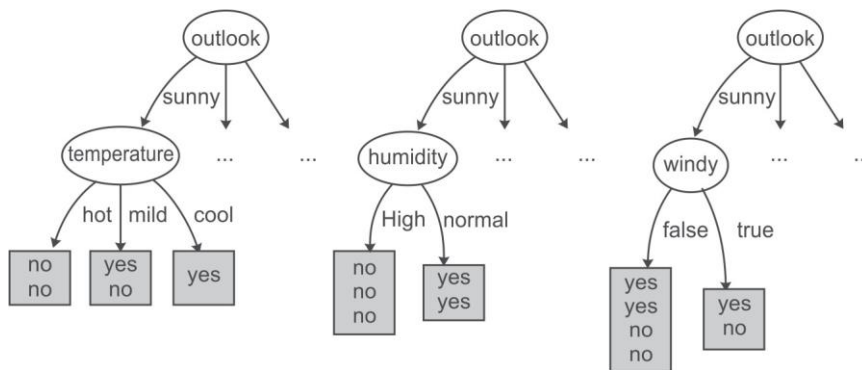 outlook outlook outlook
sunny sunny sunny
temperature ... ... humidity ... ... windy ... ...
hot mild cool High normal false true
no yes yes no yes yes yes
no no no yes yes no
no no
no